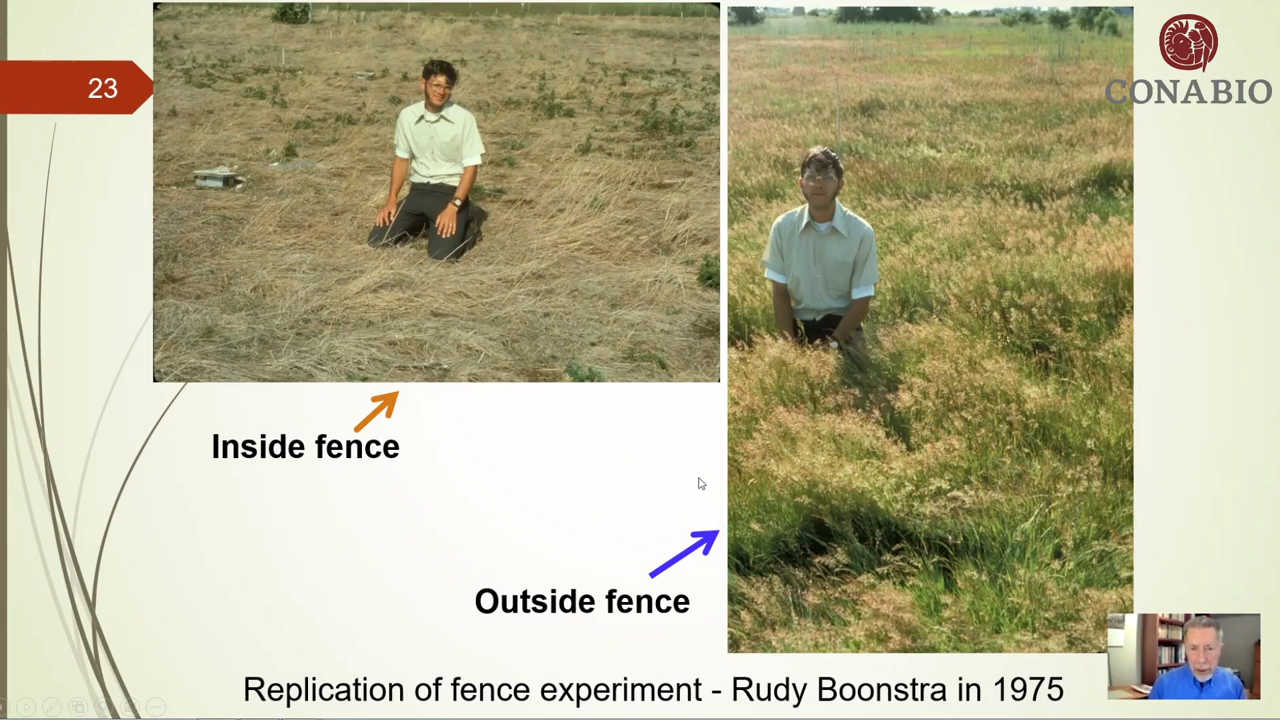 23
CONABIO
Inside fence
Outside fence
Replication of fence experiment - Rudy Boonstra in 1975